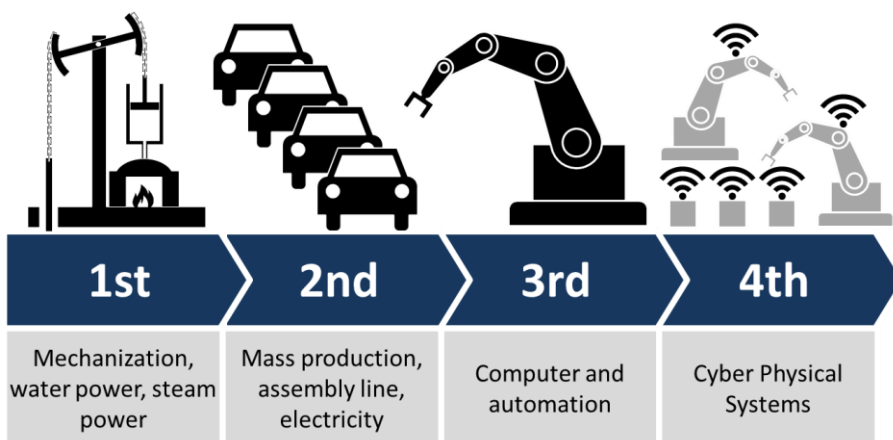 1st
2nd
3rd
4th
Mechanization,
water power, steam
power
Mass production,
assembly line,
electricity
Computer and
automation
Cyber Physical
Systems